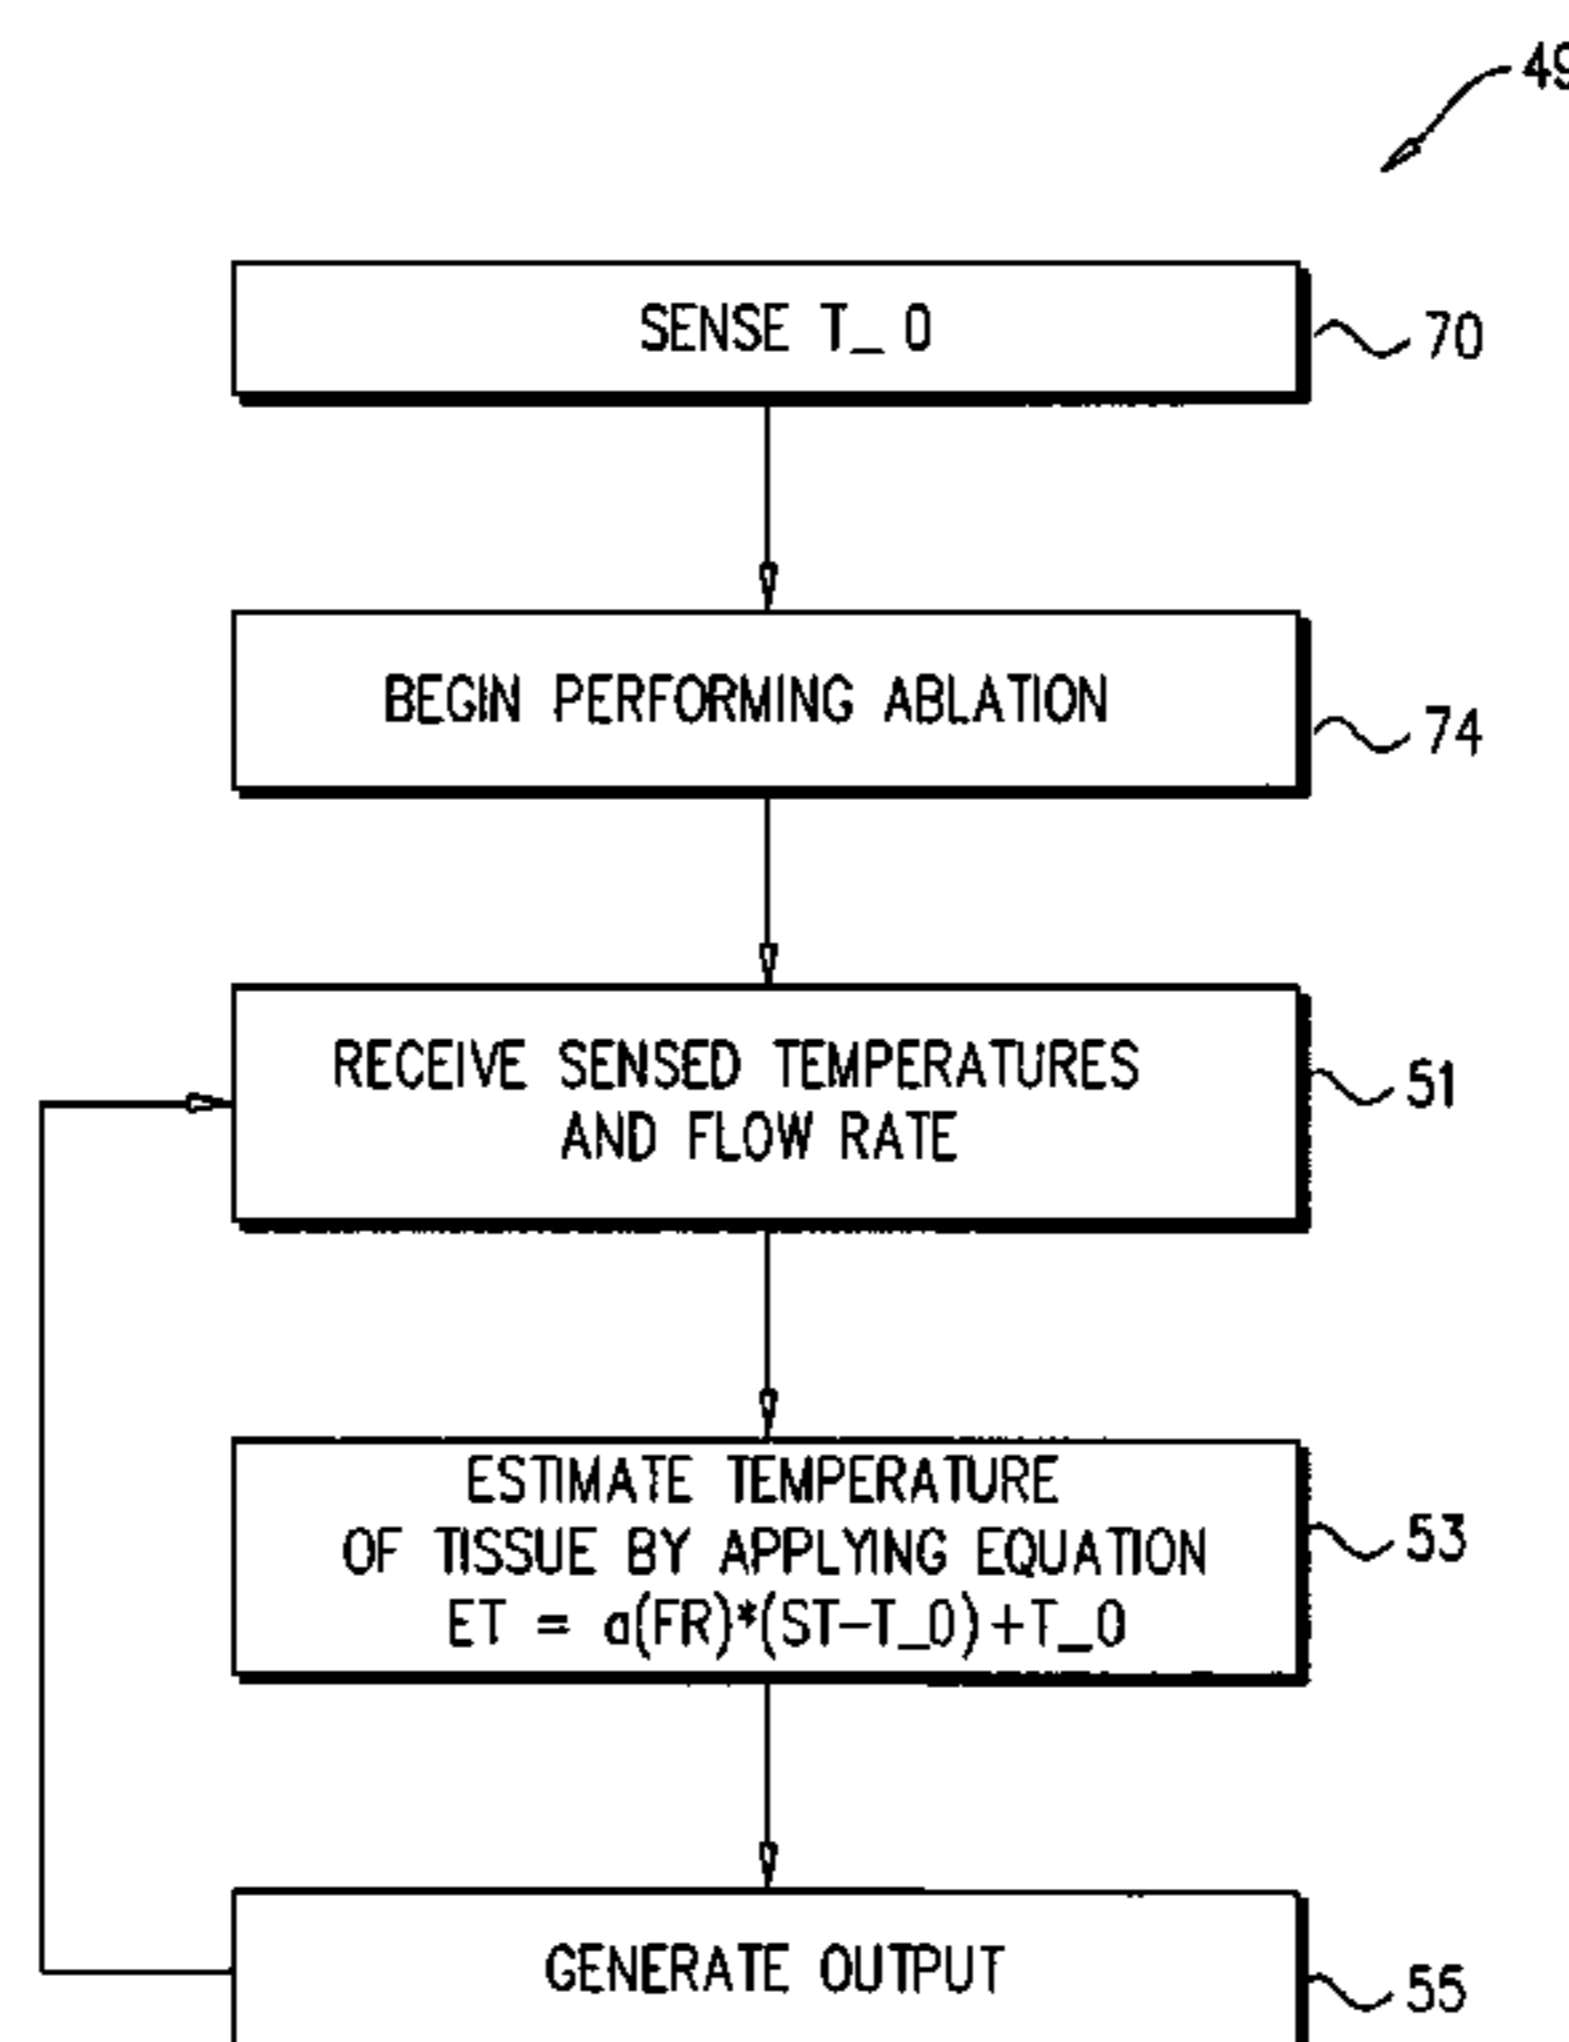 49
SENSE T_0
70
BEGIN PERFORMING ABLATION
74
RECEIVE SENSED TEMPERATURES
AND FLOW RATE
51
ESTIMATE TEMPERATURE
OF TISSUE BY APPLYING EQUATION
ET = a(FR)*(ST-T_0)+T_0
53
GENERATE OUTPUT
55